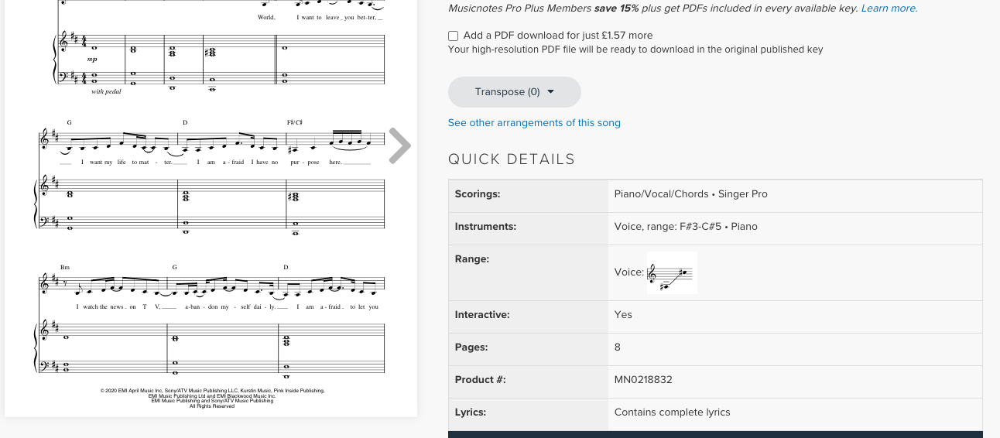 World, I want to leave you bet-ter.
mp
with pedal
G D F♯/C♯
I want my life to mat - ter. I am a - fraid I have no pur - pose here.
Bm G D
I watch the news on T V, a-ban - don my - self dai - ly. I am a - fraid to let you
© 2020 EMI April Music Inc, Sony/ATV Music Publishing LLC, Kurstin Music, Pink Inside Publishing,
EMI Music Publishing Ltd and EMI Blackwood Music Inc.
EMI Music Publishing and Sony/ATV Music Publishing
All Rights Reserved
Musicnotes Pro Plus Members save 15% plus get PDFs included in every available key. Learn more.
Add a PDF download for just £1.57 more
Your high-resolution PDF file will be ready to download in the original published key
Transpose (0)
See other arrangements of this song
QUICK DETAILS
Scorings: Piano/Vocal/Chords • Singer Pro
Instruments: Voice, range: F#3-C#5 • Piano
Range: Voice:
Interactive: Yes
Pages: 8
Product #: MN0218832
Lyrics: Contains complete lyrics